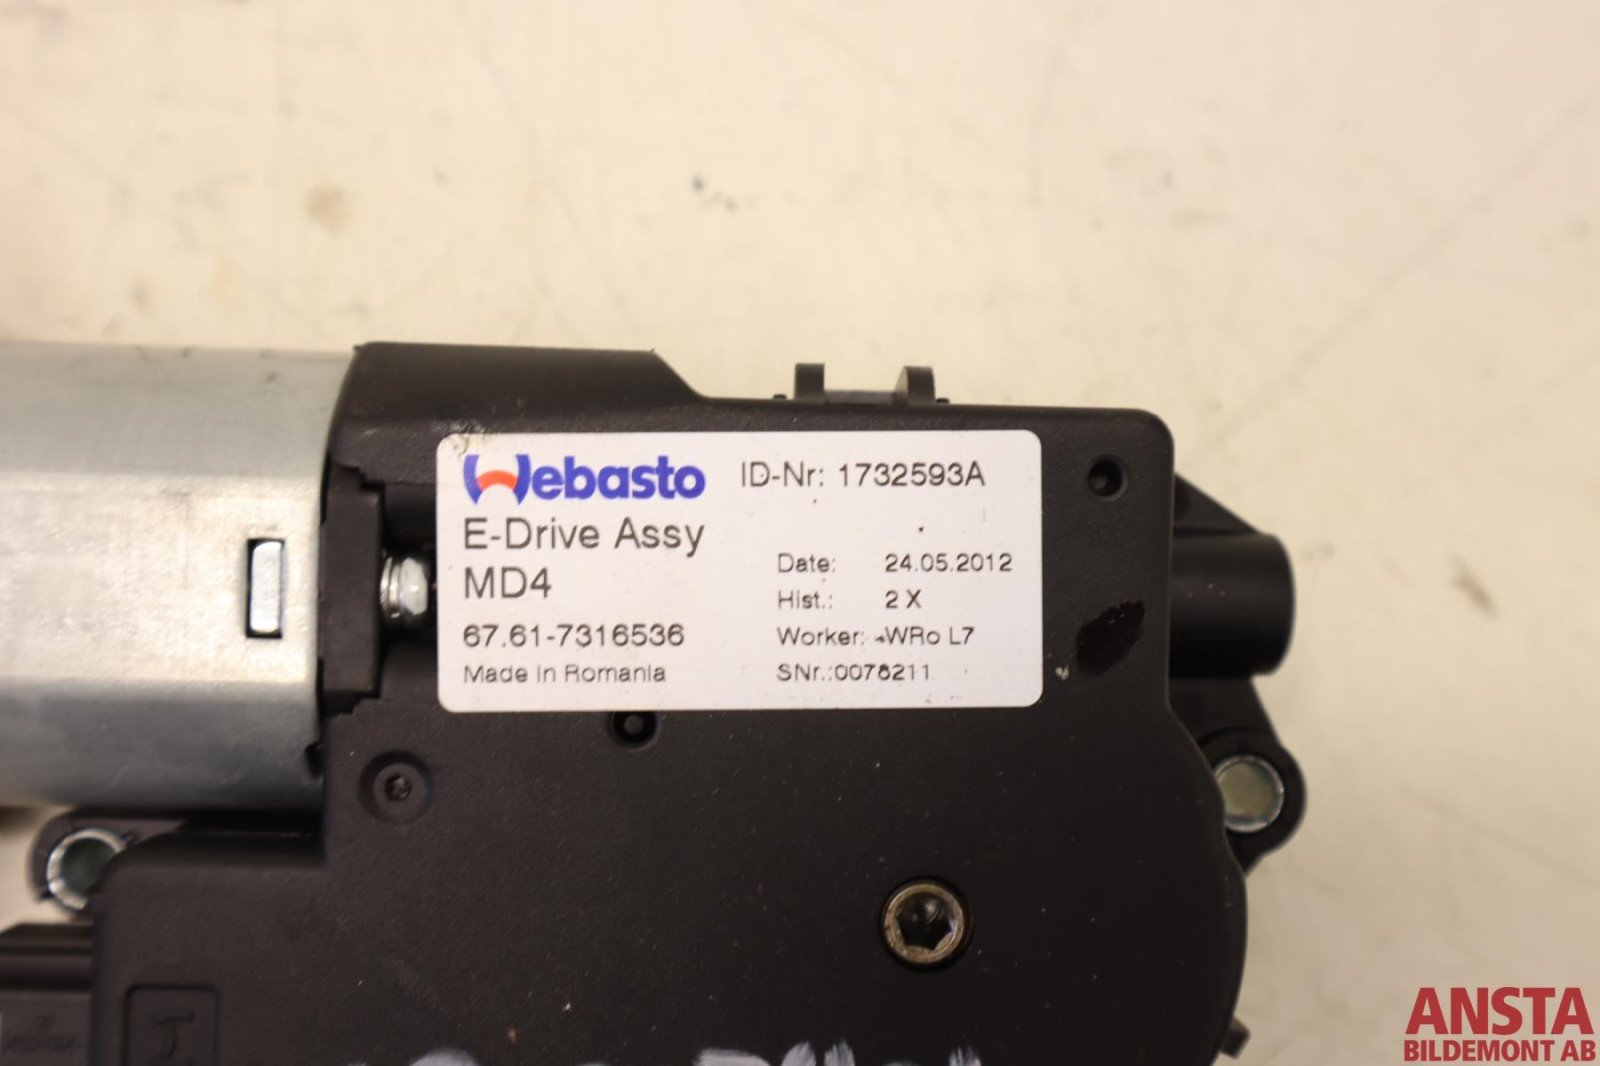 Webasto
ID-Nr: 1732593A
E-Drive Assy
MD4
67.61-7316536
Made in Romania
Date: 24.05.2012
Hist.: 2 X
Worker: WRo L7
SNr.:0078211
ANSTA
BILDEMONT AB